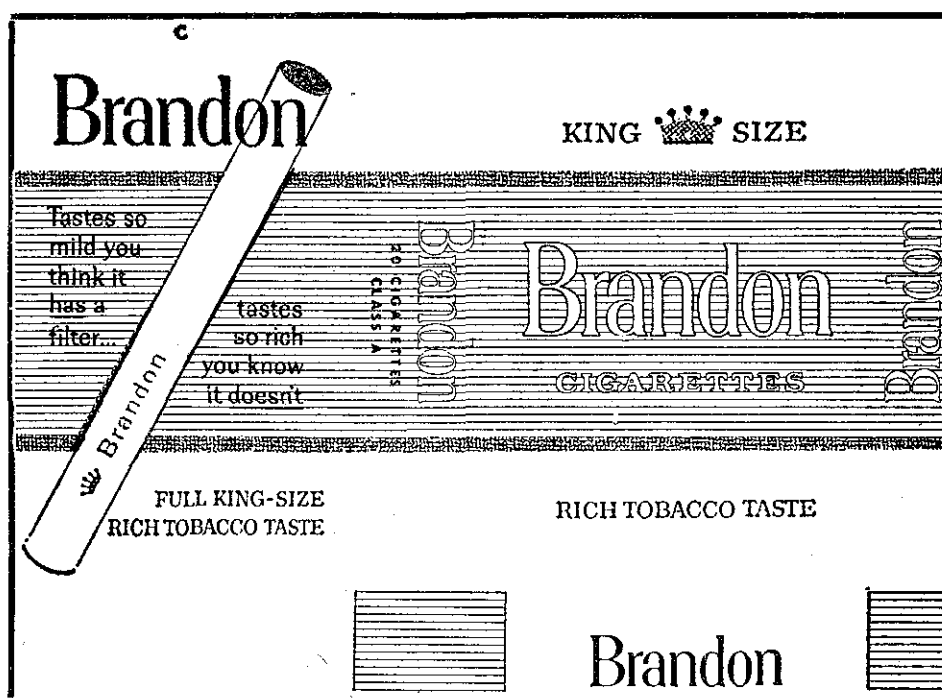 C
Brandon
KING SIZE
Tastes so
mild you
think it
has a
filter...
tastes
so rich
you know
it doesn't
Brandon
20 CIGARETTES
CLASS A
Brandon
Brandon
CIGARETTES
Brandon
FULL KING-SIZE
RICH TOBACCO TASTE
RICH TOBACCO TASTE
Brandon